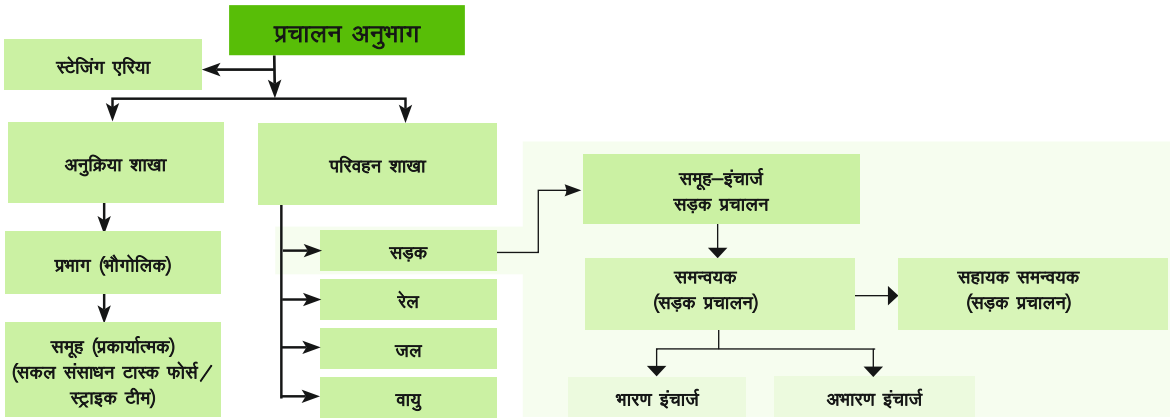 प्रचालन अनुभाग
स्टेजिंग एरिया
अनुक्रिया शाखा
परिवहन शाखा
प्रभाग (भौगोलिक)
समूह (प्रकार्यात्मक)
(सकल संसाधन टास्क फोर्स/
स्ट्राइक टीम)
सड़क
रेल
जल
वायु
समूह–इंचार्ज
सड़क प्रचालन
समन्वयक
(सड़क प्रचालन)
सहायक समन्वयक
(सड़क प्रचालन)
भारण इंचार्ज
अभारण इंचार्ज